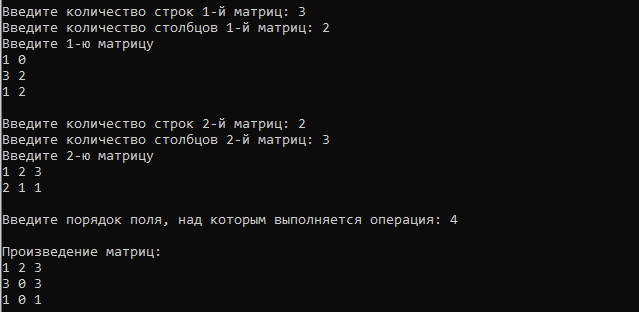 Введите количество строк 1-й матриц: 3
Введите количество столбцов 1-й матриц: 2
Введите 1-ю матрицу
1 0
3 2
1 2
Введите количество строк 2-й матриц: 2
Введите количество столбцов 2-й матриц: 3
Введите 2-ю матрицу
1 2 3
2 1 1
Введите порядок поля, над которым выполняется операция: 4
Произведение матриц:
1 2 3
3 0 3
1 0 1